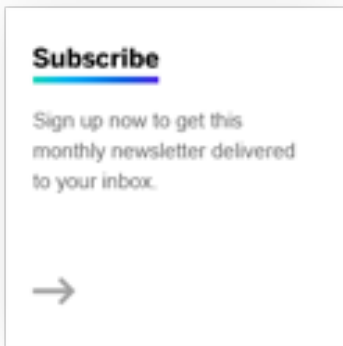 Subscribe
Sign up now to get this
monthly newsletter delivered
to your inbox.